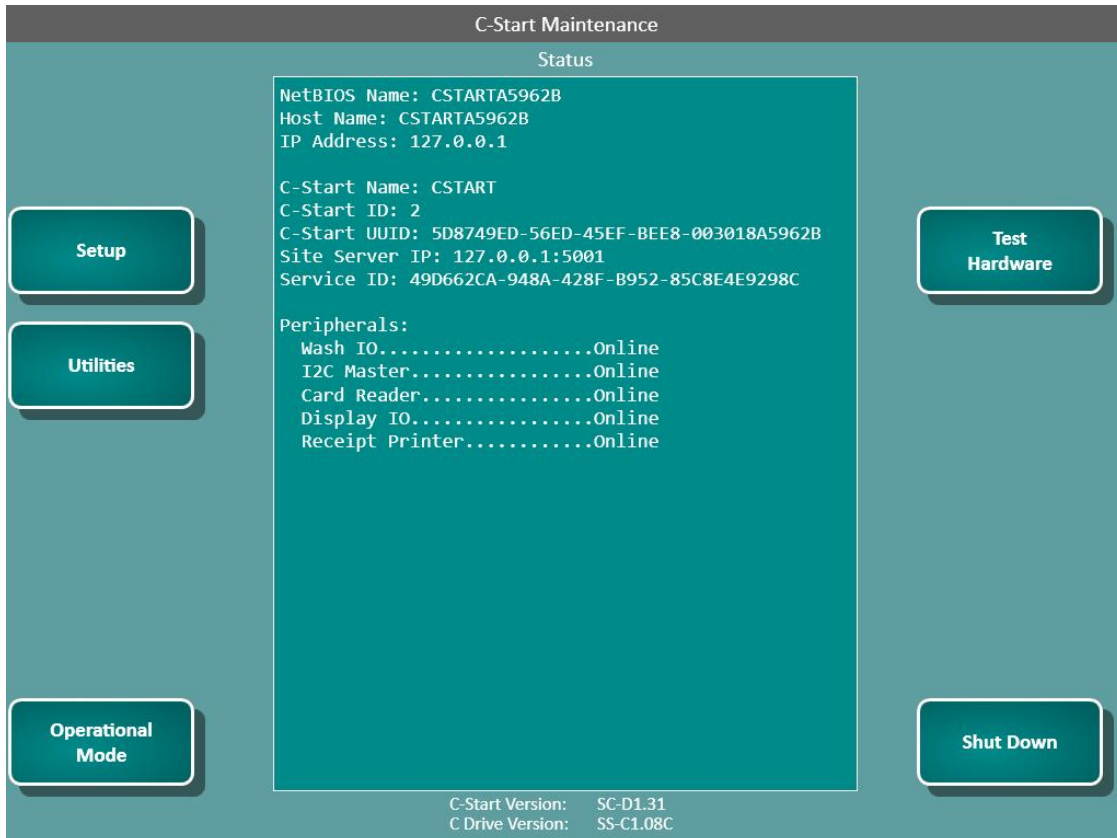 C-Start Maintenance
Status
NetBIOS Name: CSTARTA5962B
Host Name: CSTARTA5962B
IP Address: 127.0.0.1
C-Start Name: CSTART
C-Start ID: 2
C-Start UUID: 5D8749ED-56ED-45EF-BEE8-003018A5962B
Site Server IP: 127.0.0.1:5001
Service ID: 49D662CA-948A-428F-B952-85C8E4E9298C
Peripherals:
Wash IO....................Online
I2C Master.................Online
Card Reader................Online
Display IO.................Online
Receipt Printer............Online
Setup
Utilities
Operational
Mode
Test
Hardware
Shut Down
C-Start Version: SC-D1.31
C Drive Version: SS-C1.08C